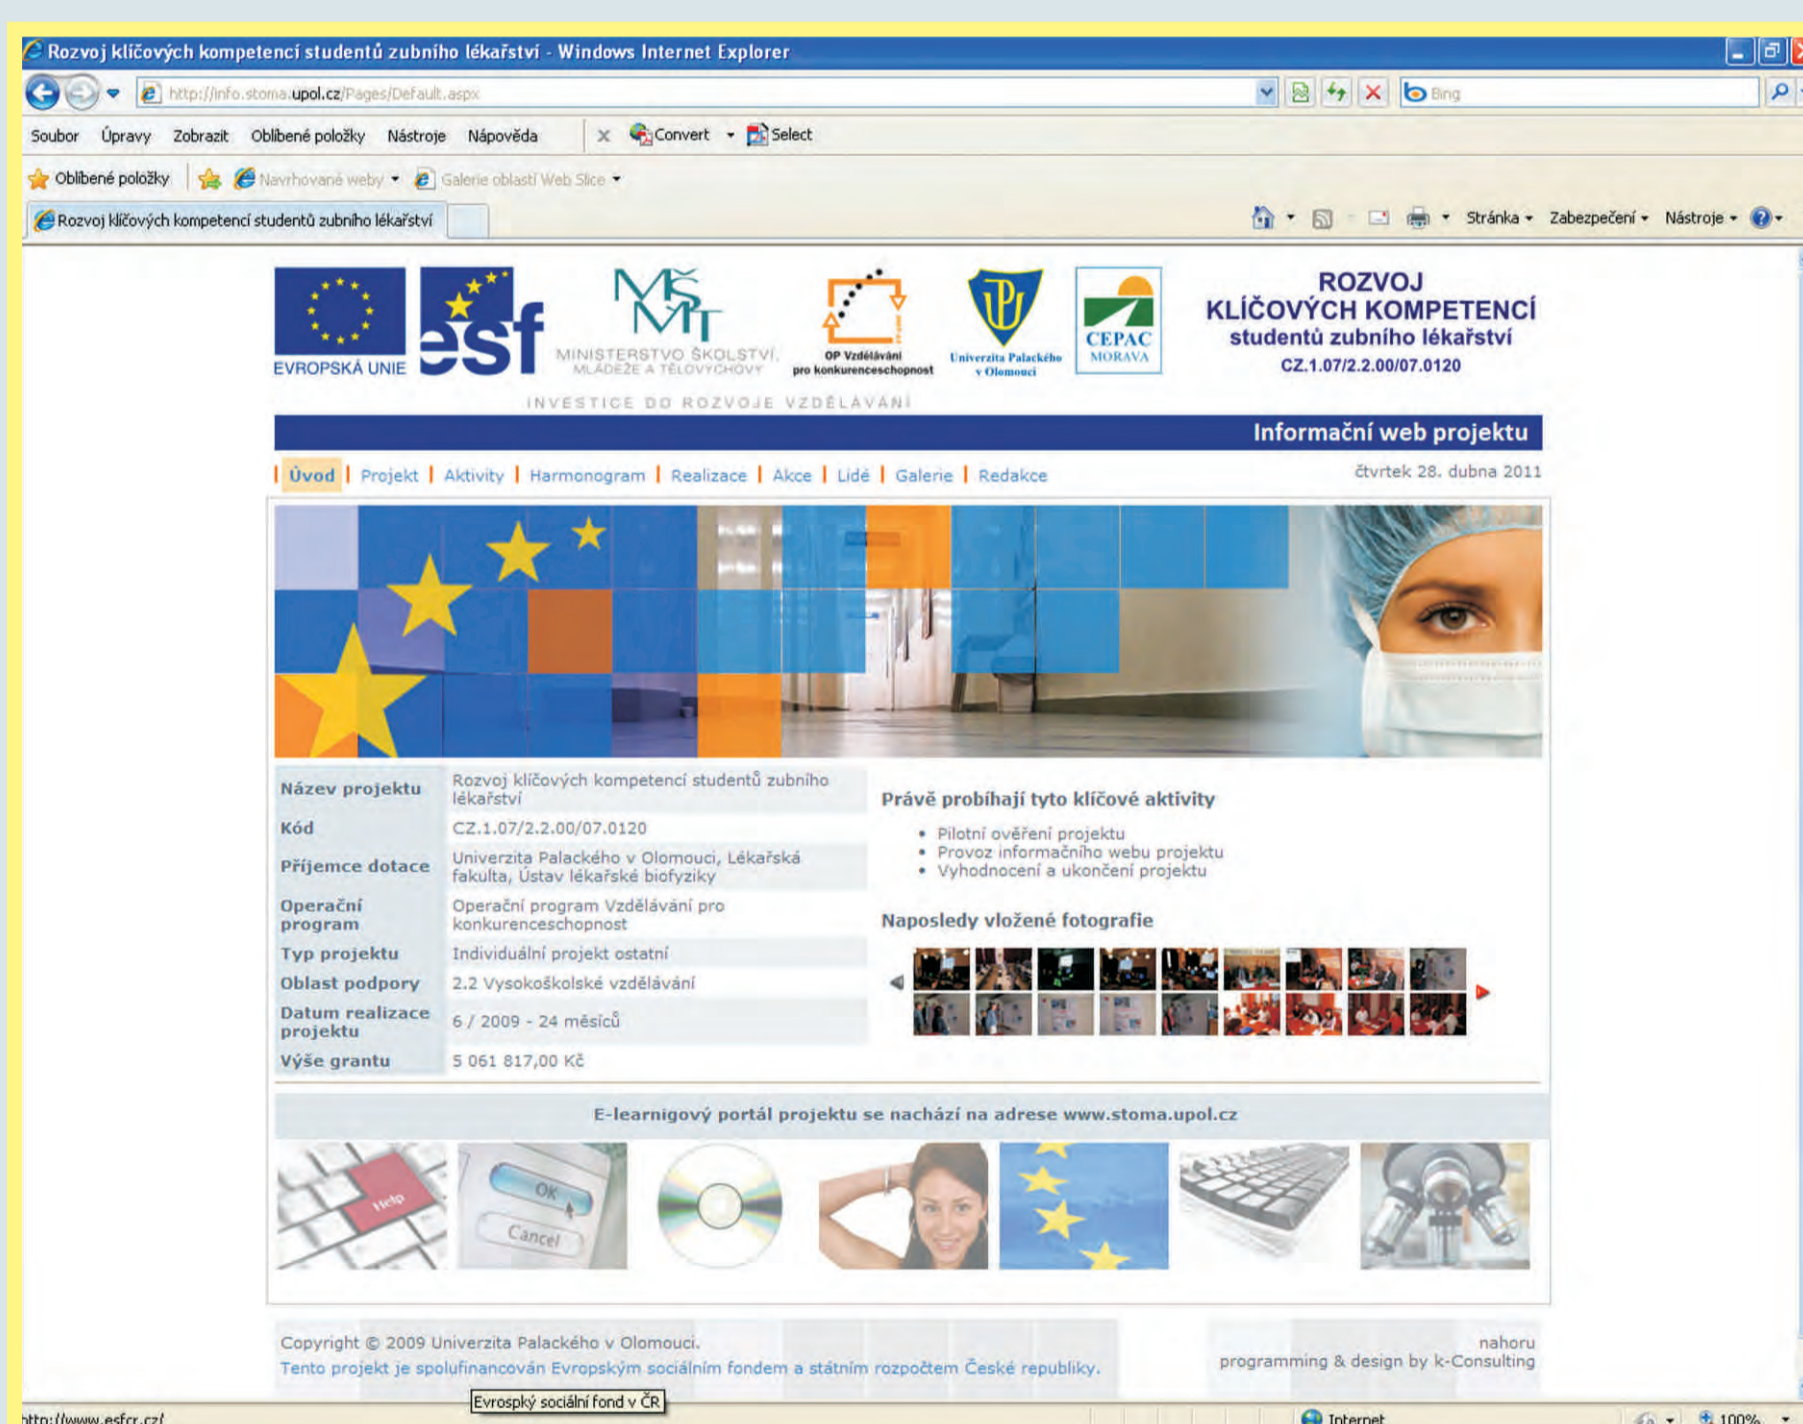 Rozvoj klíčových kompetencí studentů zubního lékařství - Windows Internet Explorer
http://info.stoma.upol.cz/Pages/Default.aspx
Bing
Soubor Úpravy Zobrazit Oblíbené položky Nástroje Nápověda x Convert Select
Oblíbené položky Navrhované weby Galerie oblastí Web Slice
Rozvoj klíčových kompetencí studentů zubního lékařství
Stránka Zabezpečení Nástroje
EVROPSKÁ UNIE
esf
MŠMT
MINISTERSTVO ŠKOLSTVÍ,
MLÁDEŽE A TĚLOVÝCHOVY
OP Vzdělávání
pro konkurenceschopnost
UP
Univerzita Palackého
v Olomouci
CEPAC
MORAVA
INVESTICE DO ROZVOJE VZDĚLÁVÁNÍ
ROZVOJ
KLÍČOVÝCH KOMPETENCÍ
studentů zubního lékařství
CZ.1.07/2.2.00/07.0120
Informační web projektu
Úvod | Projekt | Aktivity | Harmonogram | Realizace | Akce | Lidé | Galerie | Redakce
čtvrtek 28. dubna 2011
Název projektu Rozvoj klíčových kompetencí studentů zubního
lékařství
Kód CZ.1.07/2.2.00/07.0120
Příjemce dotace Univerzita Palackého v Olomouci, Lékařská
fakulta, Ústav lékařské biofyziky
Operační
program
Operační program Vzdělávání pro
konkurenceschopnost
Typ projektu Individuální projekt ostatní
Oblast podpory 2.2 Vysokoškolské vzdělávání
Datum realizace
projektu
6 / 2009 - 24 měsíců
Výše grantu 5 061 817,00 Kč
Právě probíhají tyto klíčové aktivity
• Pilotní ověření projektu
• Provoz informačního webu projektu
• Vyhodnocení a ukončení projektu
Naposledy vložené fotografie
E-learnigový portál projektu se nachází na adrese www.stoma.upol.cz
Help
OK
Cancel
Copyright © 2009 Univerzita Palackého v Olomouci.
Tento projekt je spolufinancován Evropským sociálním fondem a státním rozpočtem České republiky.
nahoru
programming & design by k-Consulting
Evrospký sociální fond v ČR
http://www.esfcr.cz/
Internet
100%